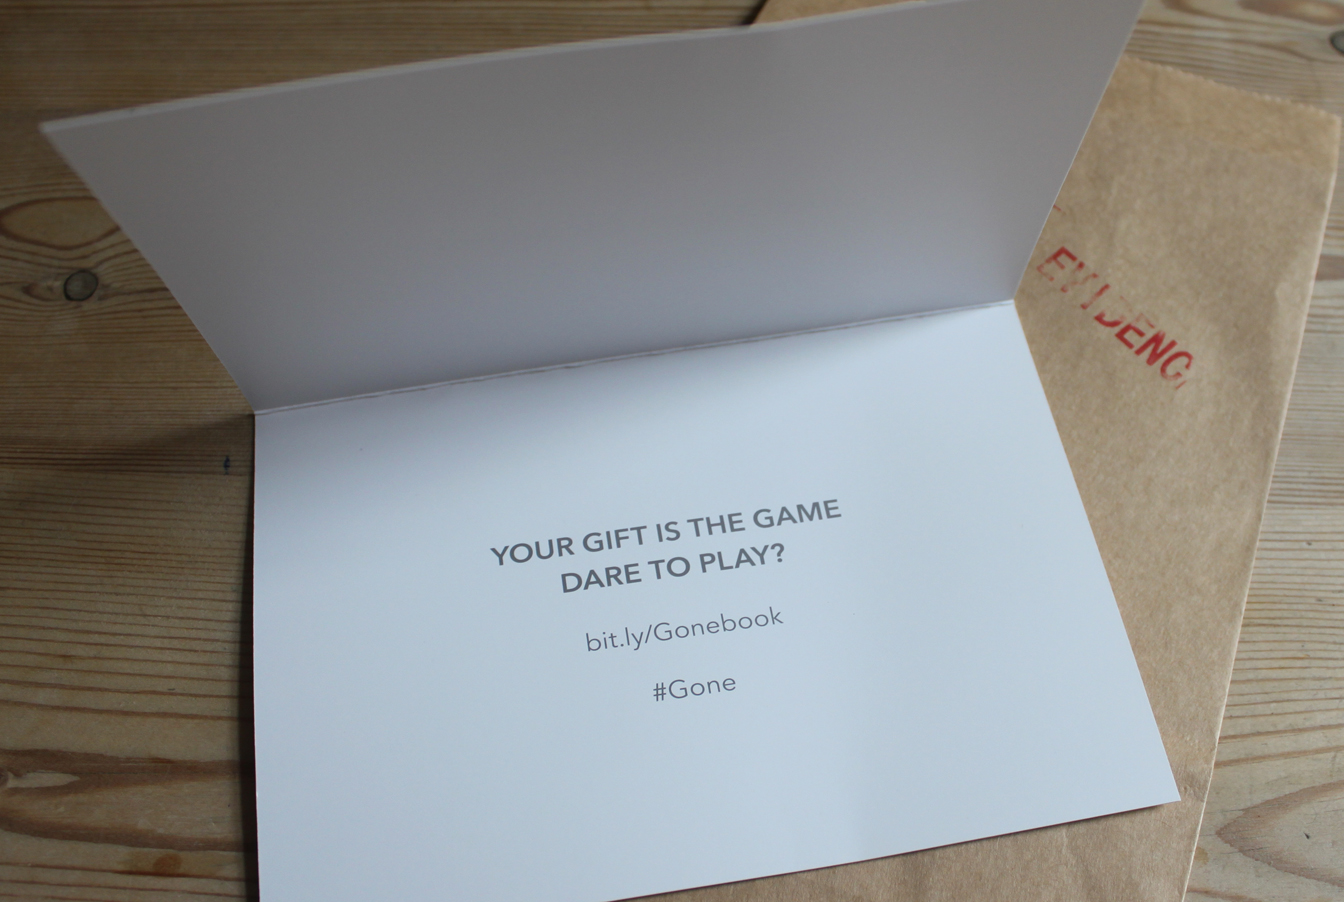 YOUR GIFT IS THE GAME
DARE TO PLAY?
bit.ly/Gonebook
#Gone
EVIDENC